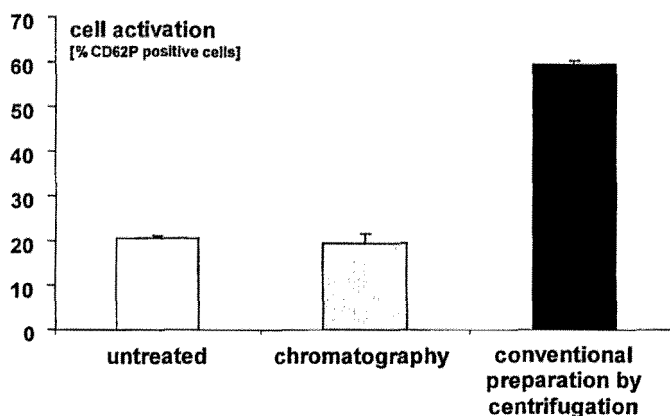 70
cell activation
[% CD62P positive cells]
60
50
40
30
20
10
0
untreated
chromatography
conventional
preparation by
centrifugation